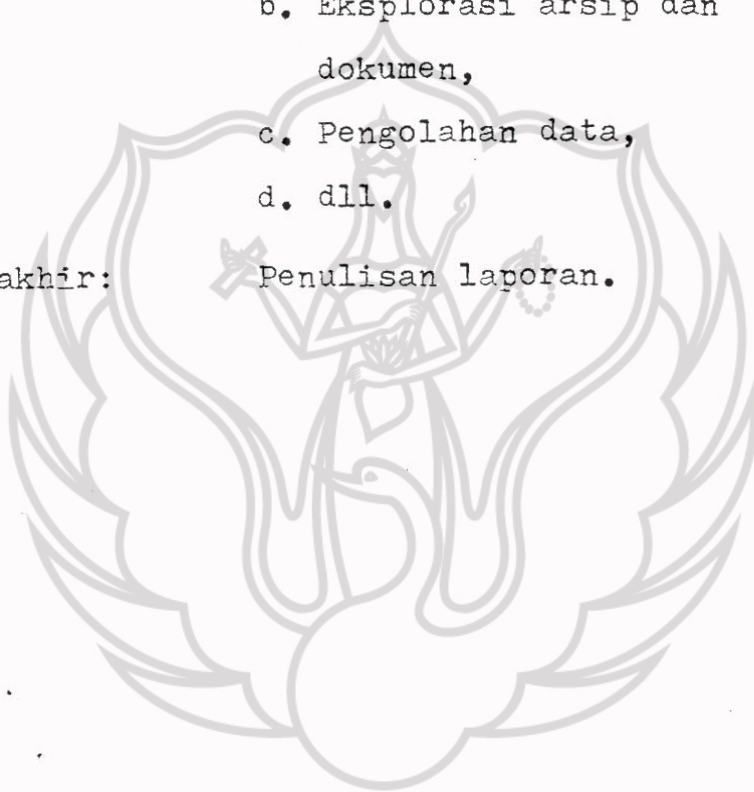 b. Eksplorasi arsip dan
dokumen,
c. Pengolahan data,
d. dll.
akhir: Penulisan laporan.